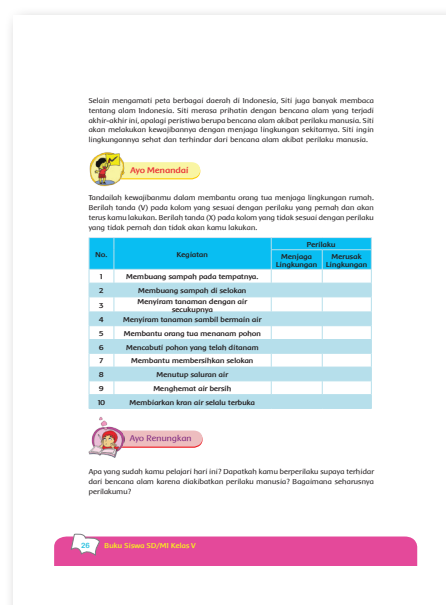 Selain mengamati peta berbagai daerah di Indonesia, Siti juga banyak membaca
tentang alam Indonesia. Siti merasa prihatin dengan bencana alam yang terjadi
akhir-akhir ini, apalagi peristiwa berupa bencana alam akibat perilaku manusia. Siti
akan melakukan kewajibannya dengan menjaga lingkungan sekitarnya. Siti ingin
lingkungannya sehat dan terhindar dari bencana alam akibat perilaku manusia.
Ayo Menandai
Tandailah kewajibanmu dalam membantu orang tua menjaga lingkungan rumah.
Berilah tanda (V) pada kolom yang sesuai dengan perilaku yang pernah dan akan
terus kamu lakukan. Berilah tanda (X) pada kolom yang tidak sesuai dengan perilaku
yang tidak pernah dan tidak akan kamu lakukan.
No. Kegiatan Perilaku
Menjaga Lingkungan Merusak Lingkungan
1 Membuang sampah pada tempatnya.
2 Membuang sampah di selokan
3 Menyiram tanaman dengan air
secukupnya
4 Menyiram tanaman sambil bermain air
5 Membantu orang tua menanam pohon
6 Mencabuti pohon yang telah ditanam
7 Membantu membersihkan selokan
8 Menutup saluran air
9 Menghemat air bersih
10 Membiarkan kran air selalu terbuka
Ayo Renungkan
Apa yang sudah kamu pelajari hari ini? Dapatkah kamu berperilaku supaya terhidar
dari bencana alam karena diakibatkan perilaku manusia? Bagaimana seharusnya
perilakumu?
26 Buku Siswa SD/MI Kelas V